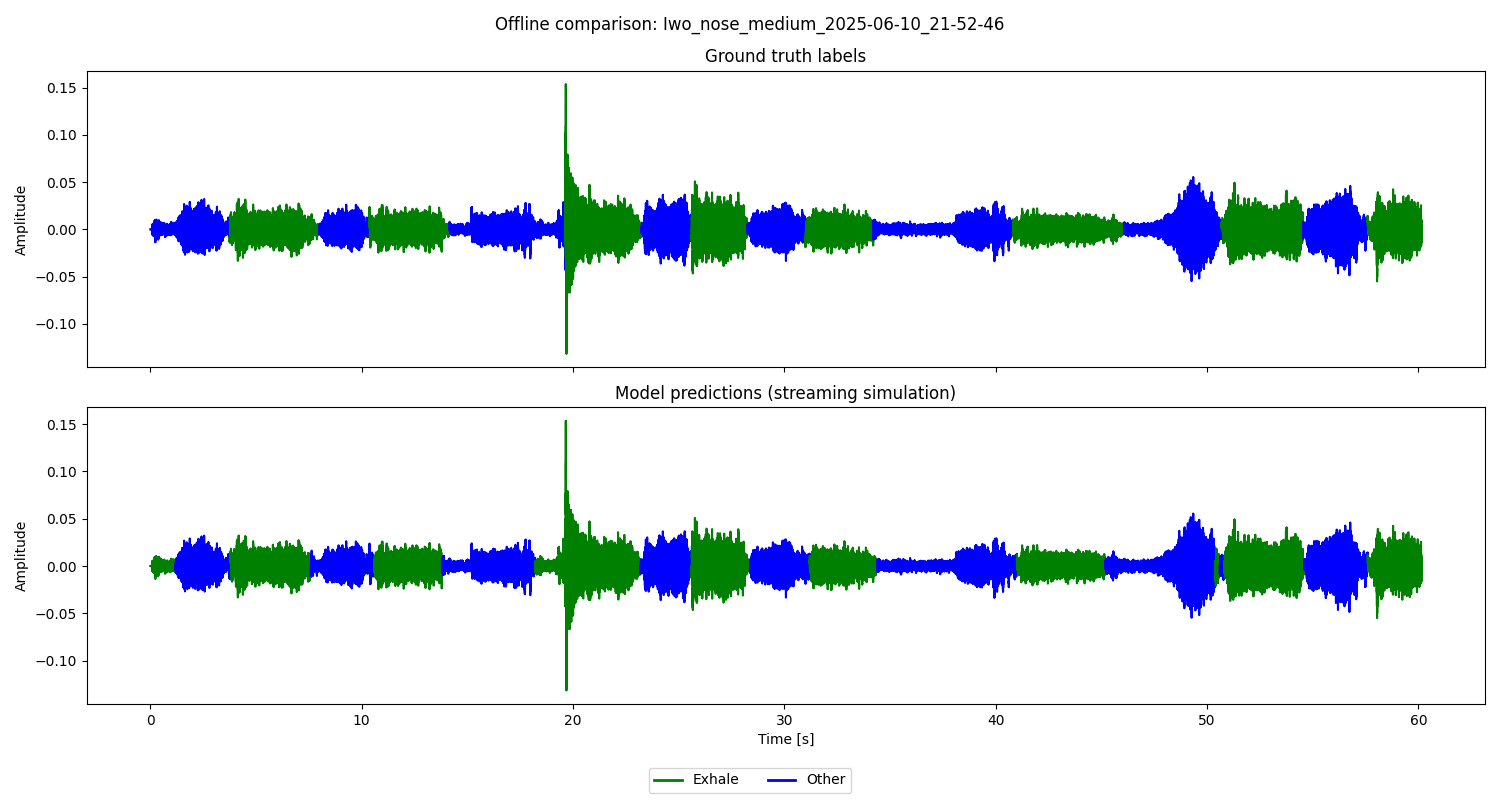 Offline comparison: Iwo_nose_medium_2025-06-10_21-52-46
Ground truth labels
0.15
0.10
0.05
0.00
−0.05
−0.10
Amplitude
Model predictions (streaming simulation)
0.15
0.10
0.05
0.00
−0.05
−0.10
Amplitude
0 10 20 30 40 50 60
Time [s]
Exhale Other